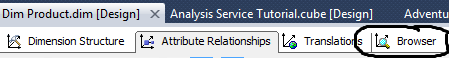 Dim Product.dim [Design] Analysis Service Tutorial.cube [Design] Adventu
Dimension Structure Attribute Relationships Translations Browser